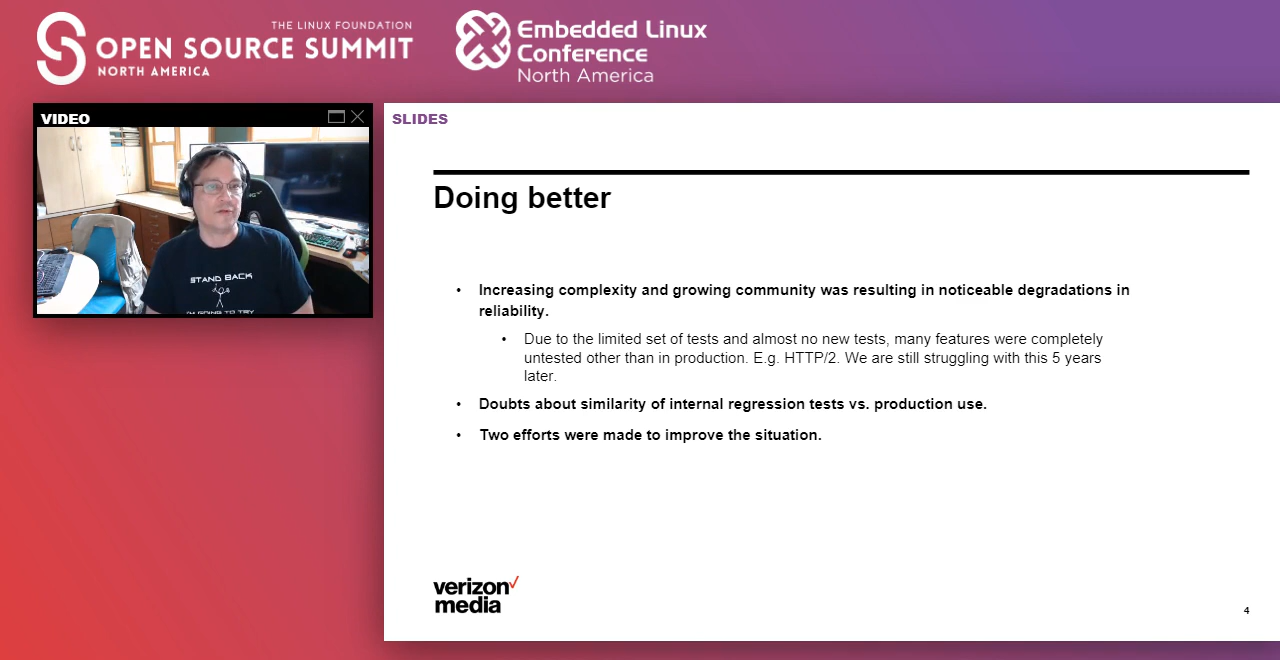 THE LINUX FOUNDATION
OPEN SOURCE SUMMIT
NORTH AMERICA
Embedded Linux
Conference
North America
VIDEO
STAND BACK
I'M GOING TO TRY
SLIDES
Doing better
• Increasing complexity and growing community was resulting in noticeable degradations in
reliability.
• Due to the limited set of tests and almost no new tests, many features were completely
untested other than in production. E.g. HTTP/2. We are still struggling with this 5 years
later.
• Doubts about similarity of internal regression tests vs. production use.
• Two efforts were made to improve the situation.
verizon✓
media
4